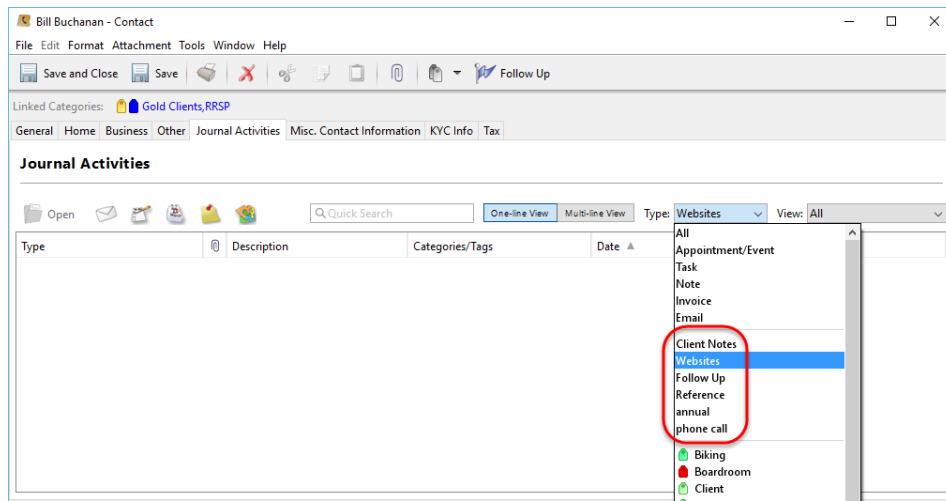 Bill Buchanan - Contact
File Edit Format Attachment Tools Window Help
Save and Close Save Follow Up
Linked Categories: Gold Clients,RRSP
General Home Business Other Journal Activities Misc. Contact Information KYC Info Tax
Journal Activities
Open Quick Search One-line View Multi-line View Type: Websites View: All
Type Description Categories/Tags Date
All
Appointment/Event
Task
Note
Invoice
Email
Client Notes
Websites
Follow Up
Reference
annual
phone call
Biking
Boardroom
Client